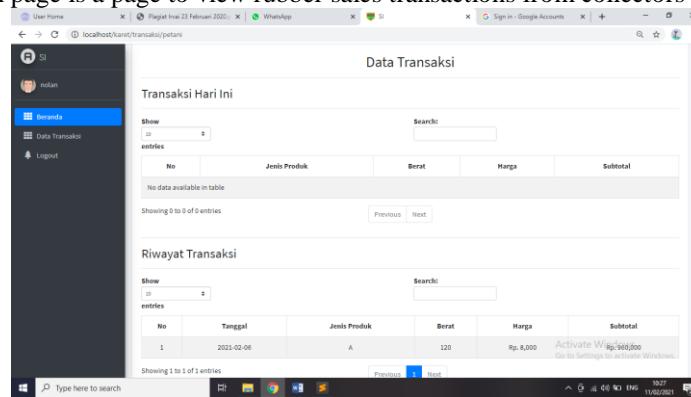 page is a page to view rubber sales transactions from collectors
User Home
Plagiat Inai 23 Februari 2020
WhatsApp
SI
Sign in - Google Accounts
localhost/karet/transaksi/petani
SI
nolan
Beranda
Data Transaksi
Logout
Data Transaksi
Transaksi Hari Ini
Show
10
entries
Search:
No Jenis Produk Berat Harga Subtotal
No data available in table
Showing 0 to 0 of 0 entries
Previous Next
Riwayat Transaksi
Show
10
entries
Search:
No Tanggal Jenis Produk Berat Harga Subtotal
1 2021-02-06 A 120 Rp. 8,000 Rp. 960,000
Activate Windows
Go to Settings to activate Windows.
Showing 1 to 1 of 1 entries
Previous 1 Next
Type here to search
ENG
10:27
11/02/2021